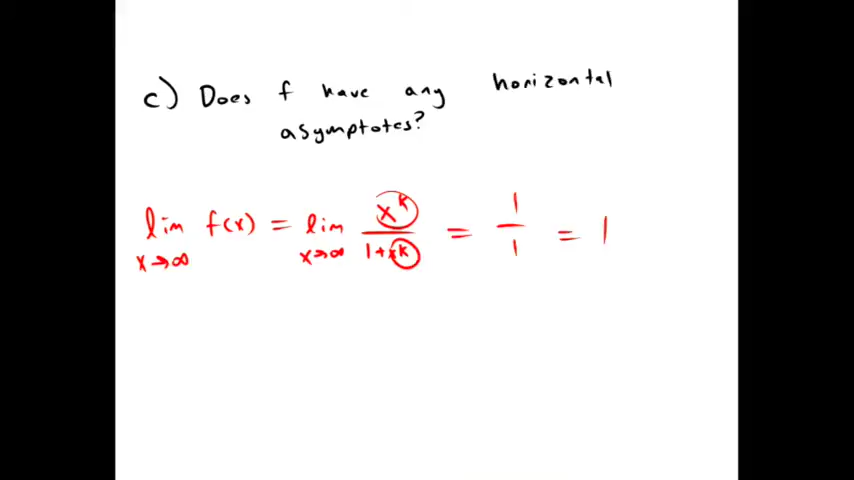 c) Does f have any horizontal
asymptotes?
lim x→∞ f(x) = lim x→∞ x^k / 1+x^k = 1/1 = 1